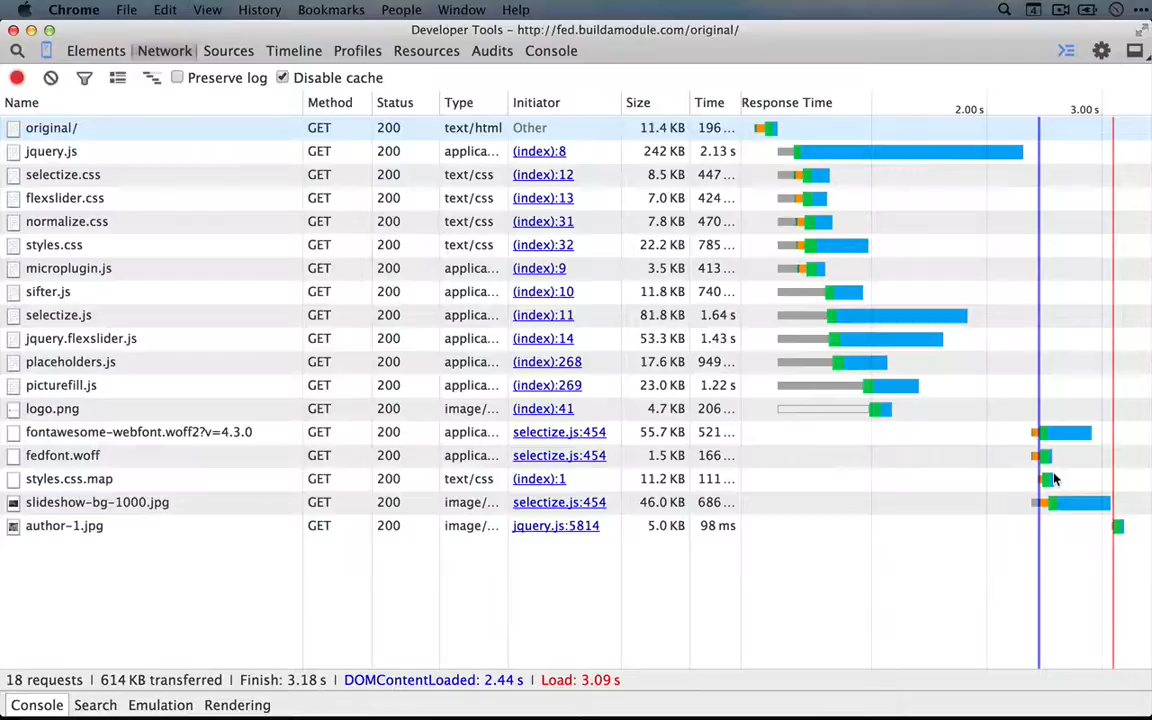 Chrome File Edit View History Bookmarks People Window Help
Developer Tools - http://fed.buildamodule.com/original/
Elements Network Sources Timeline Profiles Resources Audits Console
Preserve log Disable cache
Name Method Status Type Initiator Size Time Response Time 2.00 s 3.00 s
original/ GET 200 text/html Other 11.4 KB 196...
jquery.js GET 200 applica... (index):8 242 KB 2.13 s
selectize.css GET 200 text/css (index):12 8.5 KB 447...
flexslider.css GET 200 text/css (index):13 7.0 KB 424...
normalize.css GET 200 text/css (index):31 7.8 KB 470...
styles.css GET 200 text/css (index):32 22.2 KB 785...
microplugin.js GET 200 applica... (index):9 3.5 KB 413...
sifter.js GET 200 applica... (index):10 11.8 KB 740...
selectize.js GET 200 applica... (index):11 81.8 KB 1.64 s
jquery.flexslider.js GET 200 applica... (index):14 53.3 KB 1.43 s
placeholders.js GET 200 applica... (index):268 17.6 KB 949...
picturefill.js GET 200 applica... (index):269 23.0 KB 1.22 s
logo.png GET 200 image/... (index):41 4.7 KB 206...
fontawesome-webfont.woff2?v=4.3.0 GET 200 applica... selectize.js:454 55.7 KB 521...
fedfont.woff GET 200 applica... selectize.js:454 1.5 KB 166...
styles.css.map GET 200 text/css (index):1 11.2 KB 111...
slideshow-bg-1000.jpg GET 200 image/... selectize.js:454 46.0 KB 686...
author-1.jpg GET 200 image/... jquery.js:5814 5.0 KB 98 ms
18 requests | 614 KB transferred | Finish: 3.18 s | DOMContentLoaded: 2.44 s | Load: 3.09 s
Console Search Emulation Rendering